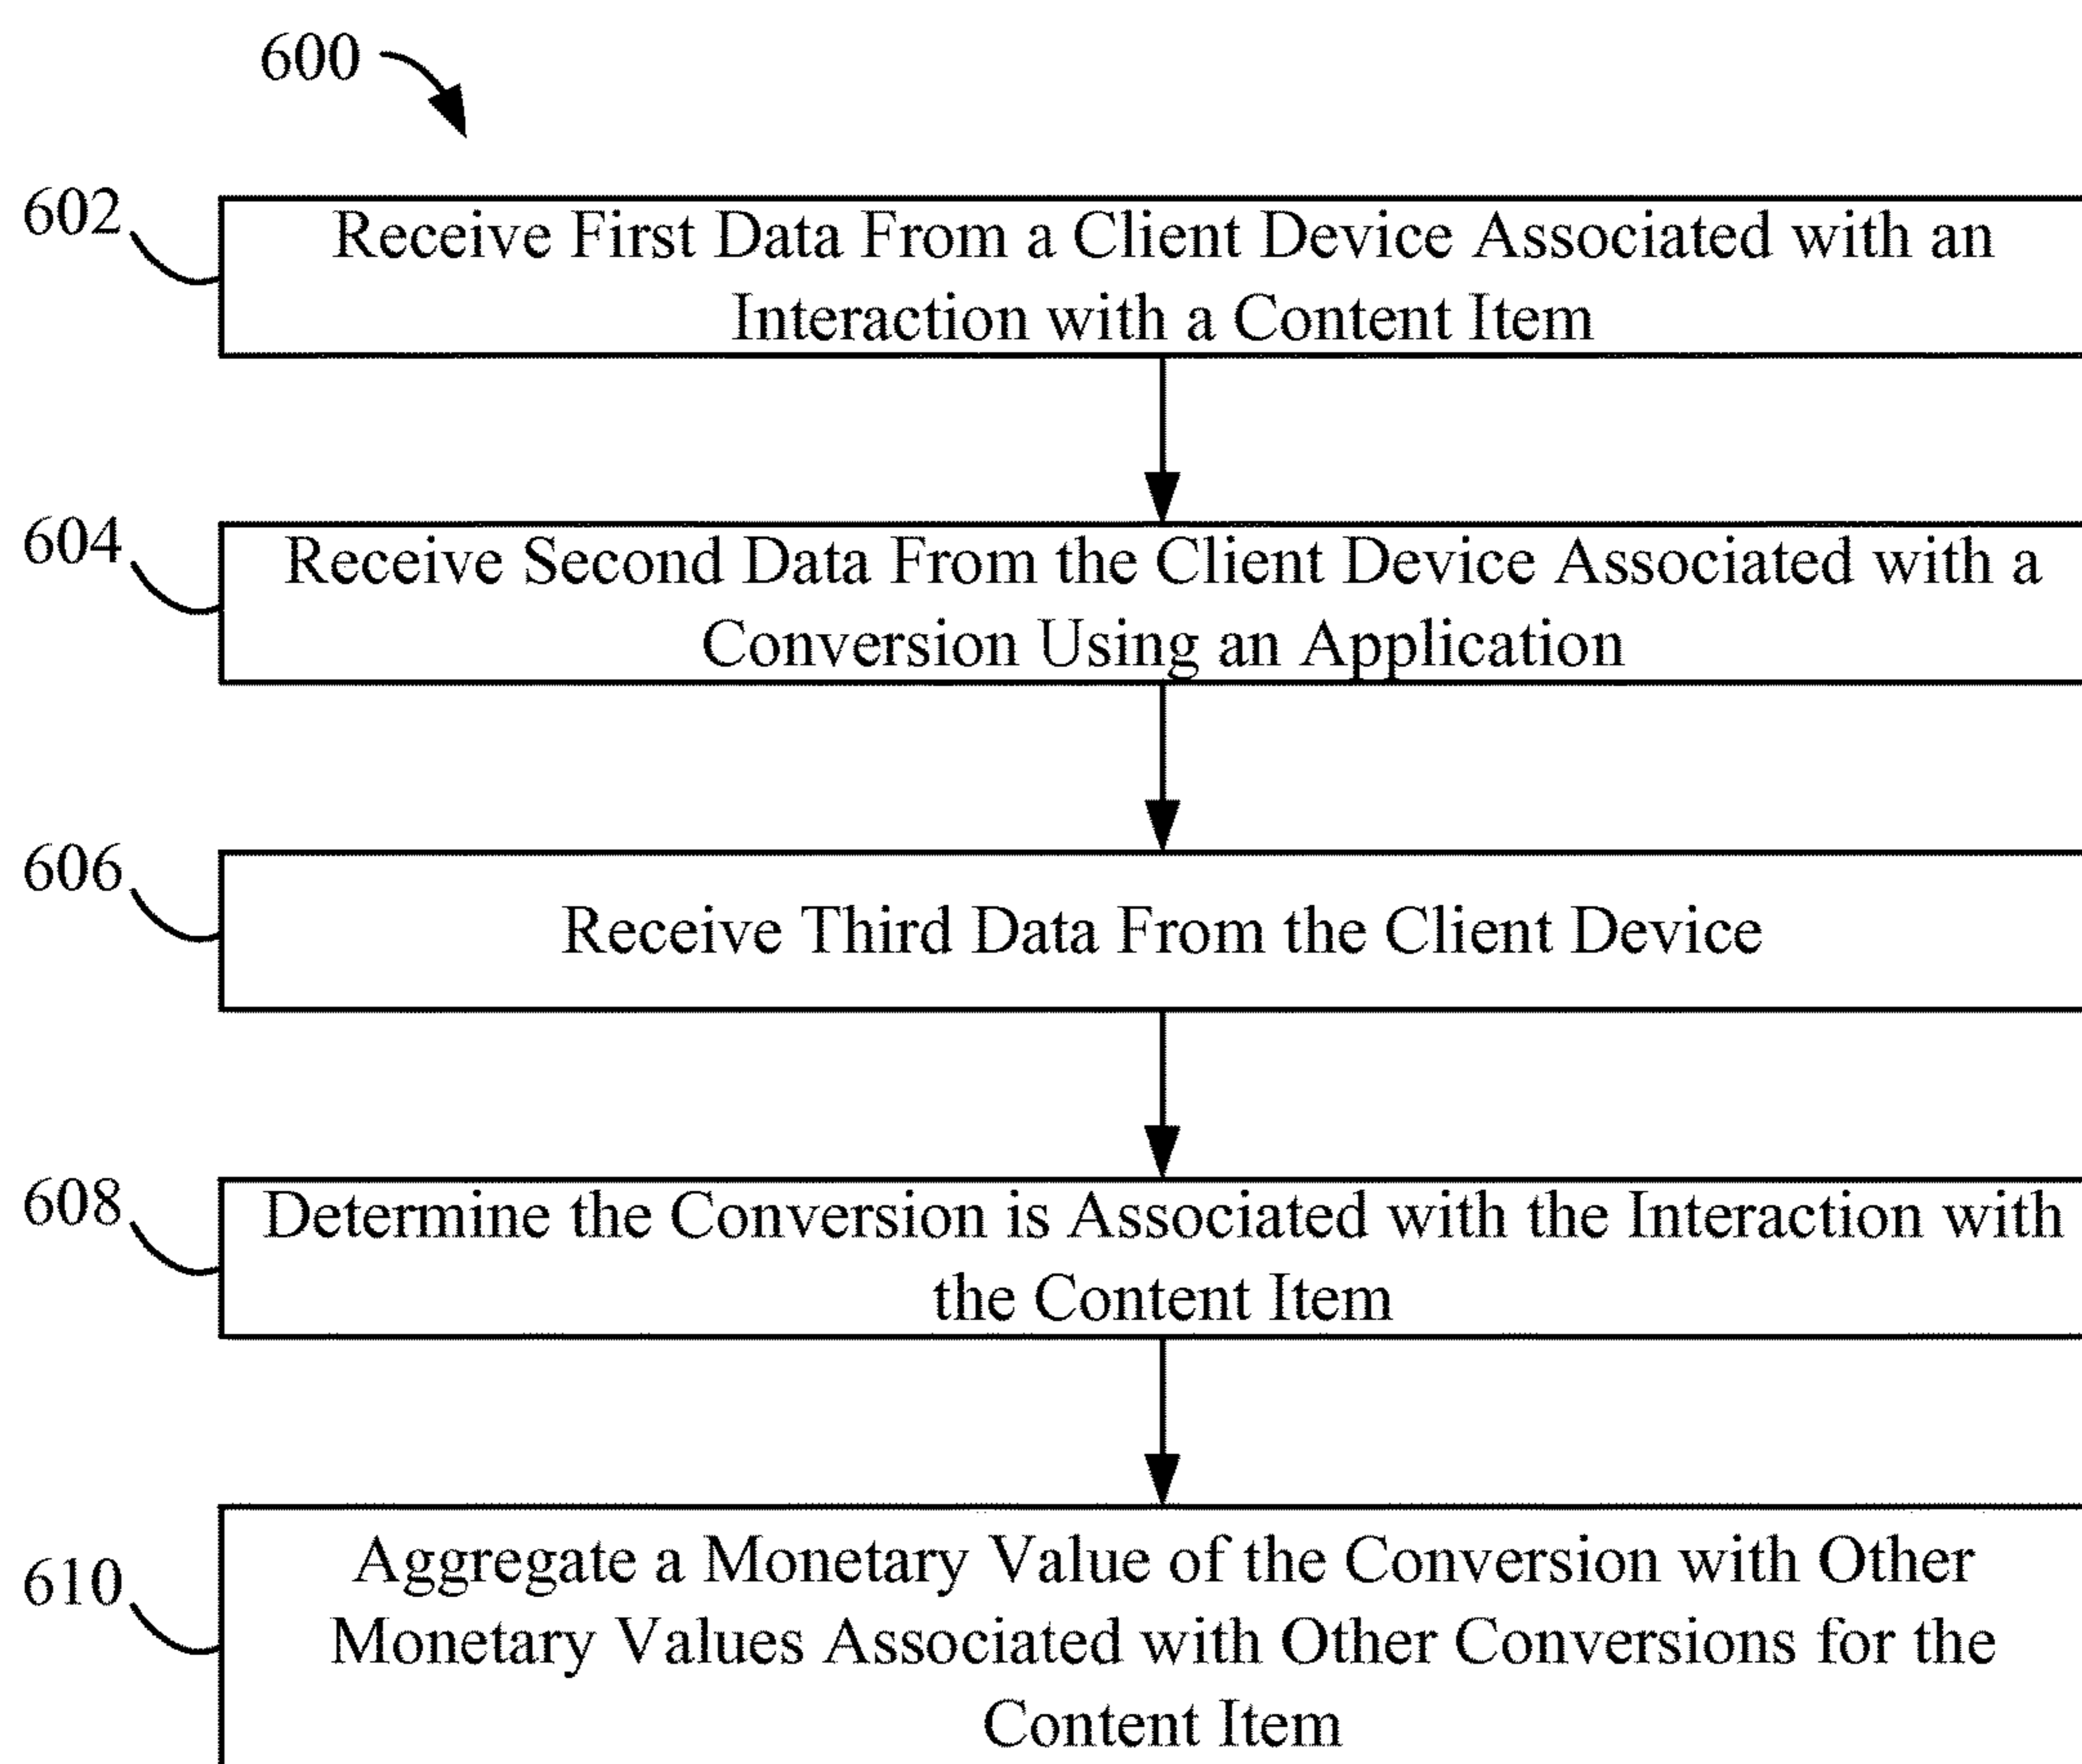 600
602
Receive First Data From a Client Device Associated with an
Interaction with a Content Item
604
Receive Second Data From the Client Device Associated with a
Conversion Using an Application
606
Receive Third Data From the Client Device
608
Determine the Conversion is Associated with the Interaction with
the Content Item
610
Aggregate a Monetary Value of the Conversion with Other
Monetary Values Associated with Other Conversions for the
Content Item